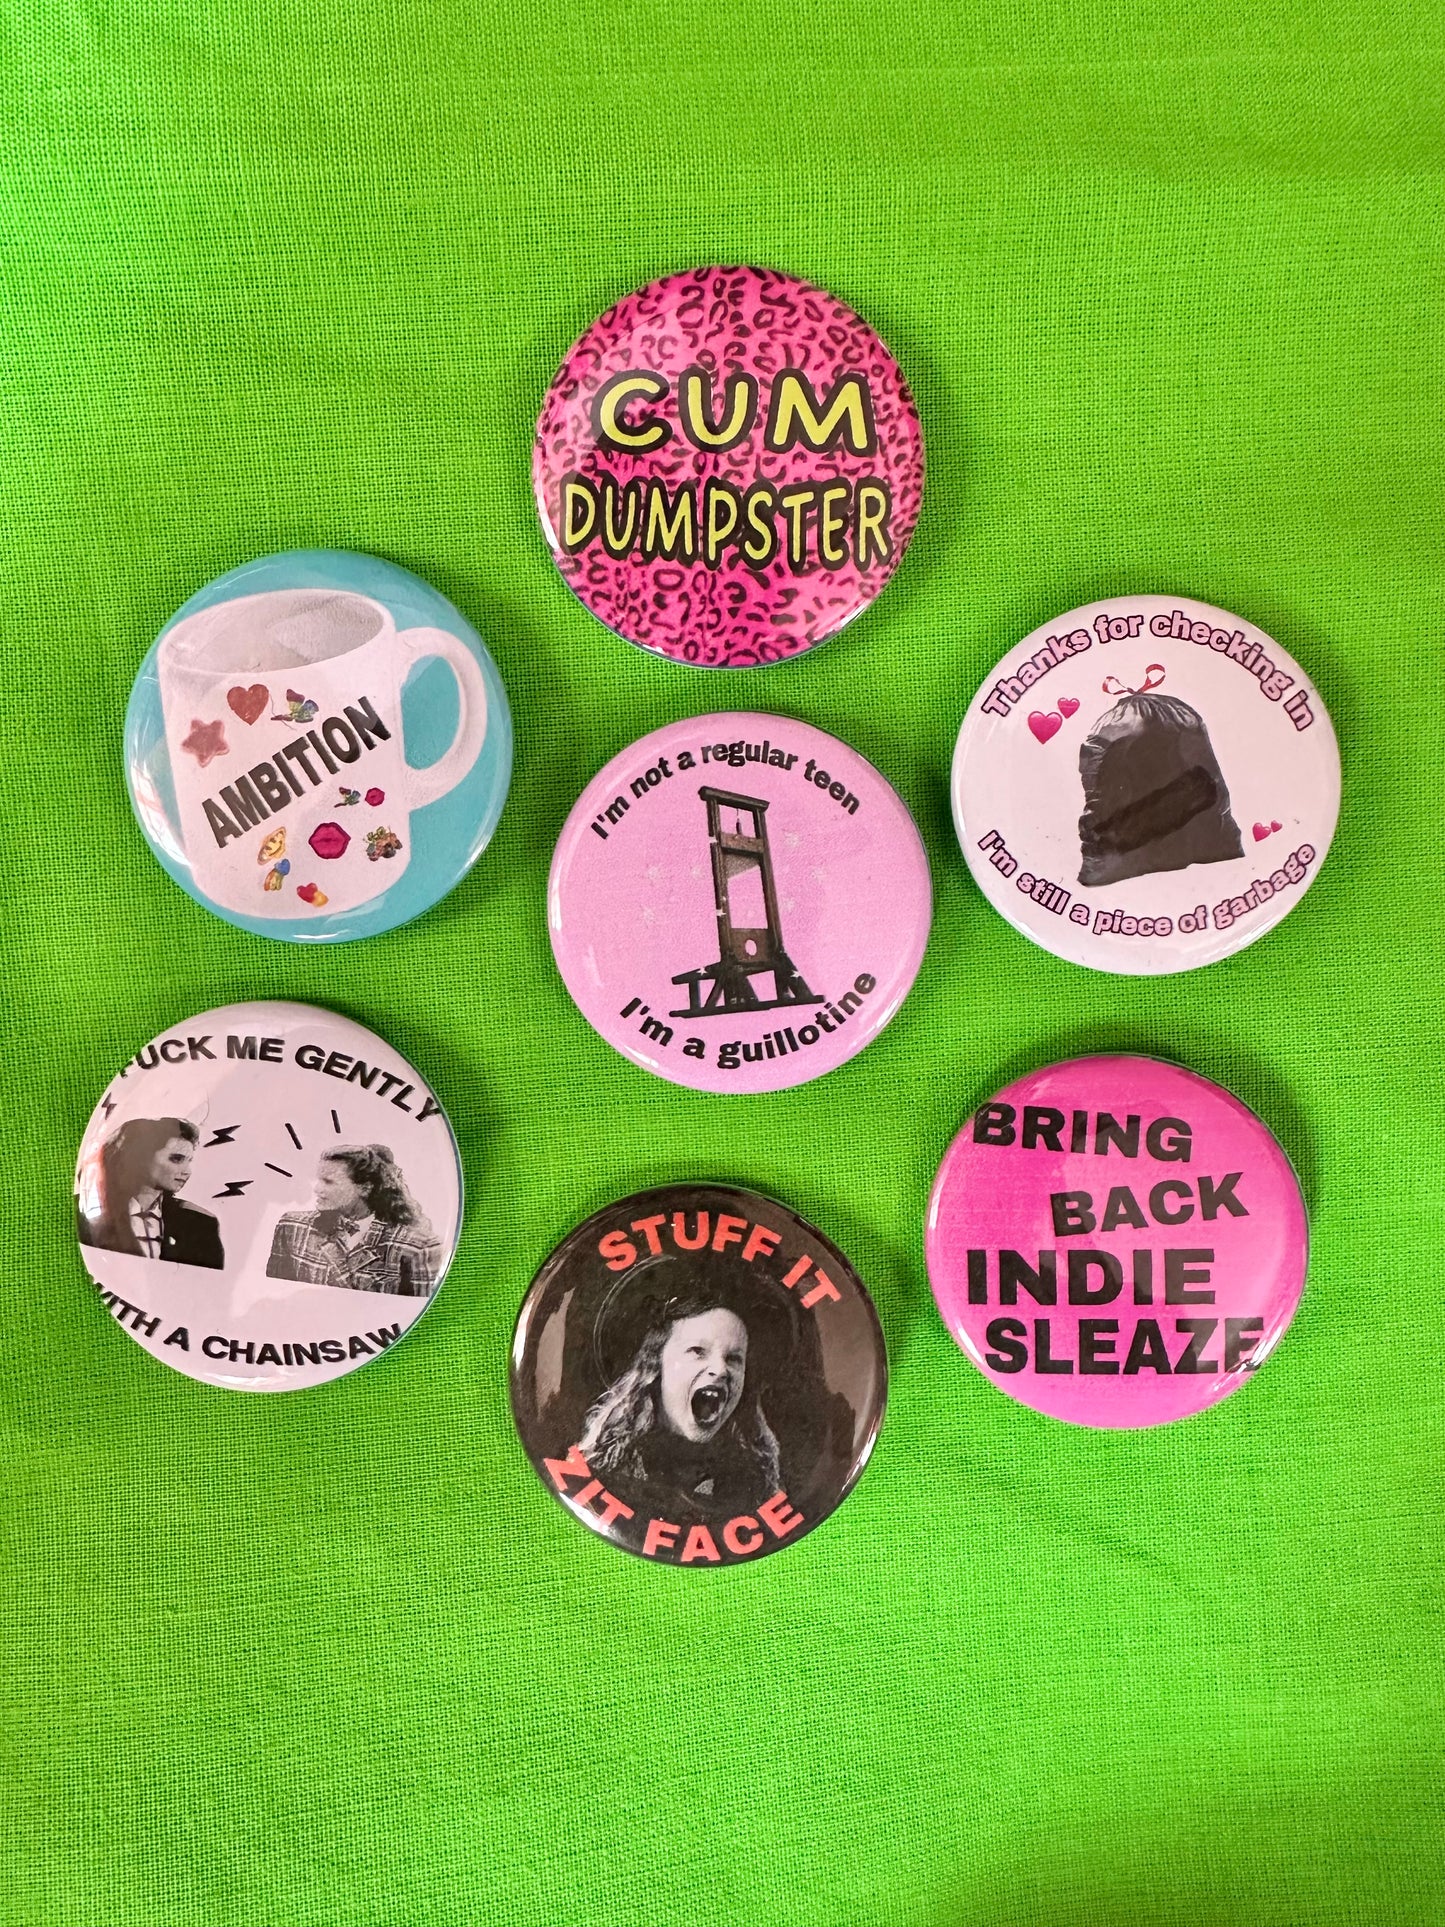 CUM
DUMPSTER
AMBITION
Thanks for checking in
I'm still a piece of garbage
I'm not a regular teen
I'm a guillotine
FUCK ME GENTLY
WITH A CHAINSAW
BRING
BACK
INDIE
SLEAZE
STUFF IT
ZIT FACE